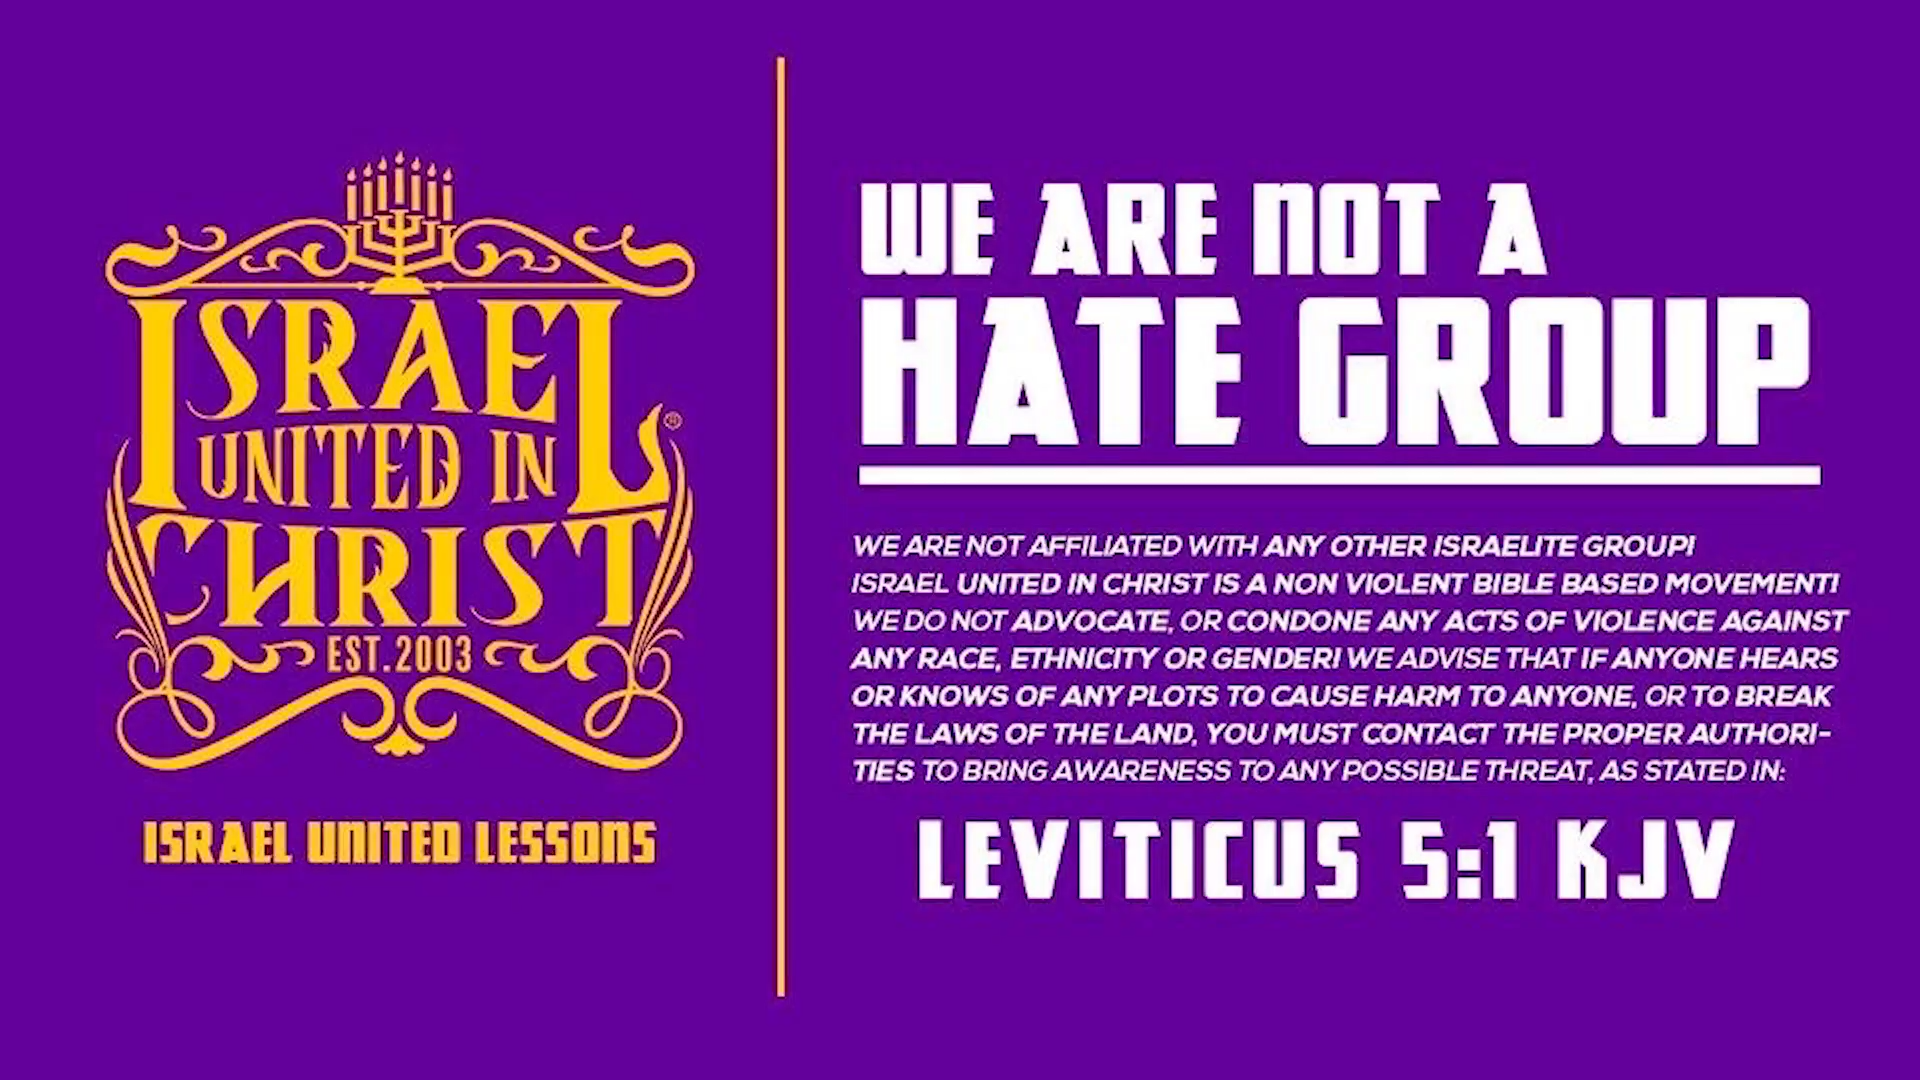 ISRAEL
UNITED IN
CHRIST
®
EST.2003
ISRAEL UNITED LESSONS
WE ARE NOT A
HATE GROUP
WE ARE NOT AFFILIATED WITH ANY OTHER ISRAELITE GROUP!
ISRAEL UNITED IN CHRIST IS A NON VIOLENT BIBLE BASED MOVEMENT!
WE DO NOT ADVOCATE, OR CONDONE ANY ACTS OF VIOLENCE AGAINST
ANY RACE, ETHNICITY OR GENDER! WE ADVISE THAT IF ANYONE HEARS
OR KNOWS OF ANY PLOTS TO CAUSE HARM TO ANYONE, OR TO BREAK
THE LAWS OF THE LAND, YOU MUST CONTACT THE PROPER AUTHORI-
TIES TO BRING AWARENESS TO ANY POSSIBLE THREAT, AS STATED IN:
LEVITICUS 5:1 KJV